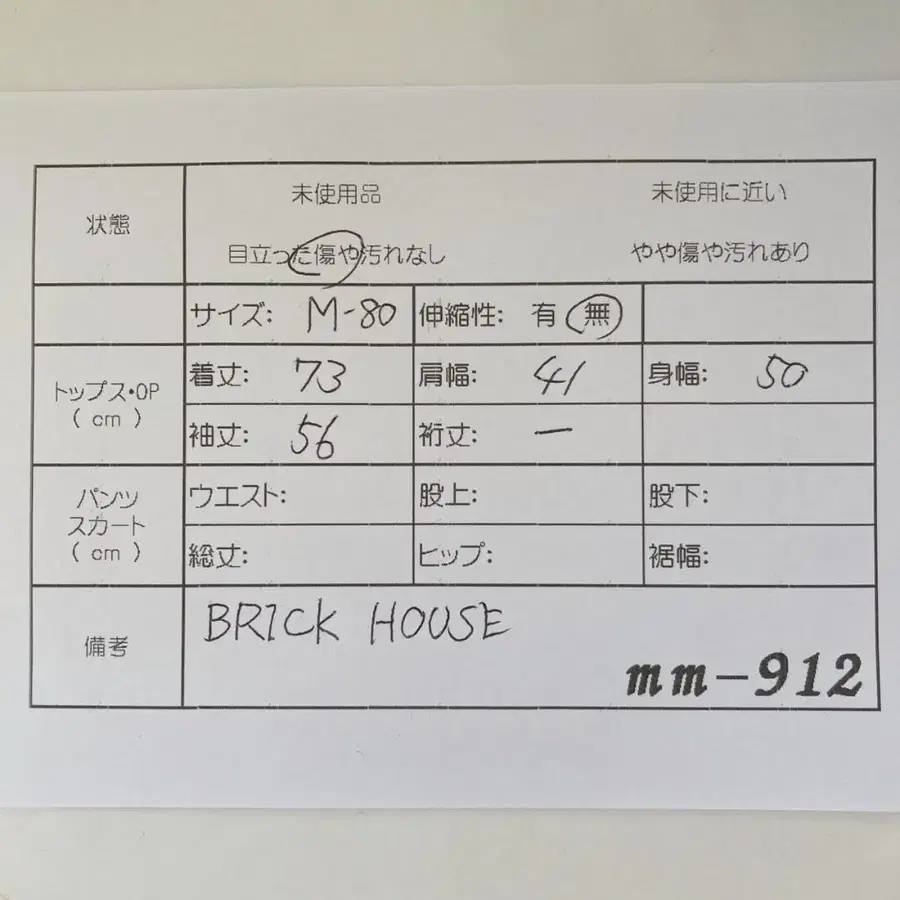 状態
未使用品 未使用に近い
目立った傷や汚れなし やや傷や汚れあり
サイズ: M-80 伸縮性: 有 無
トップス・OP
( cm )
着丈: 73 肩幅: 41 身幅: 50
袖丈: 56 裄丈: ー
パンツ
スカート
( cm )
ウエスト: 股上: 股下:
総丈: ヒップ: 裾幅:
備考
BRICK HOUSE
mm-912